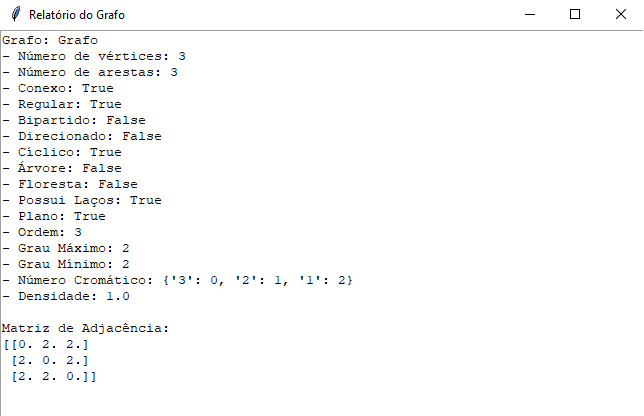 Relatório do Grafo
Grafo: Grafo
- Número de vértices: 3
- Número de arestas: 3
- Conexo: True
- Regular: True
- Bipartido: False
- Direcionado: False
- Cíclico: True
- Árvore: False
- Floresta: False
- Possui Laços: True
- Plano: True
- Ordem: 3
- Grau Máximo: 2
- Grau Mínimo: 2
- Número Cromático: {'3': 0, '2': 1, '1': 2}
- Densidade: 1.0
Matriz de Adjacência:
[[0. 2. 2.]
[2. 0. 2.]
[2. 2. 0.]]